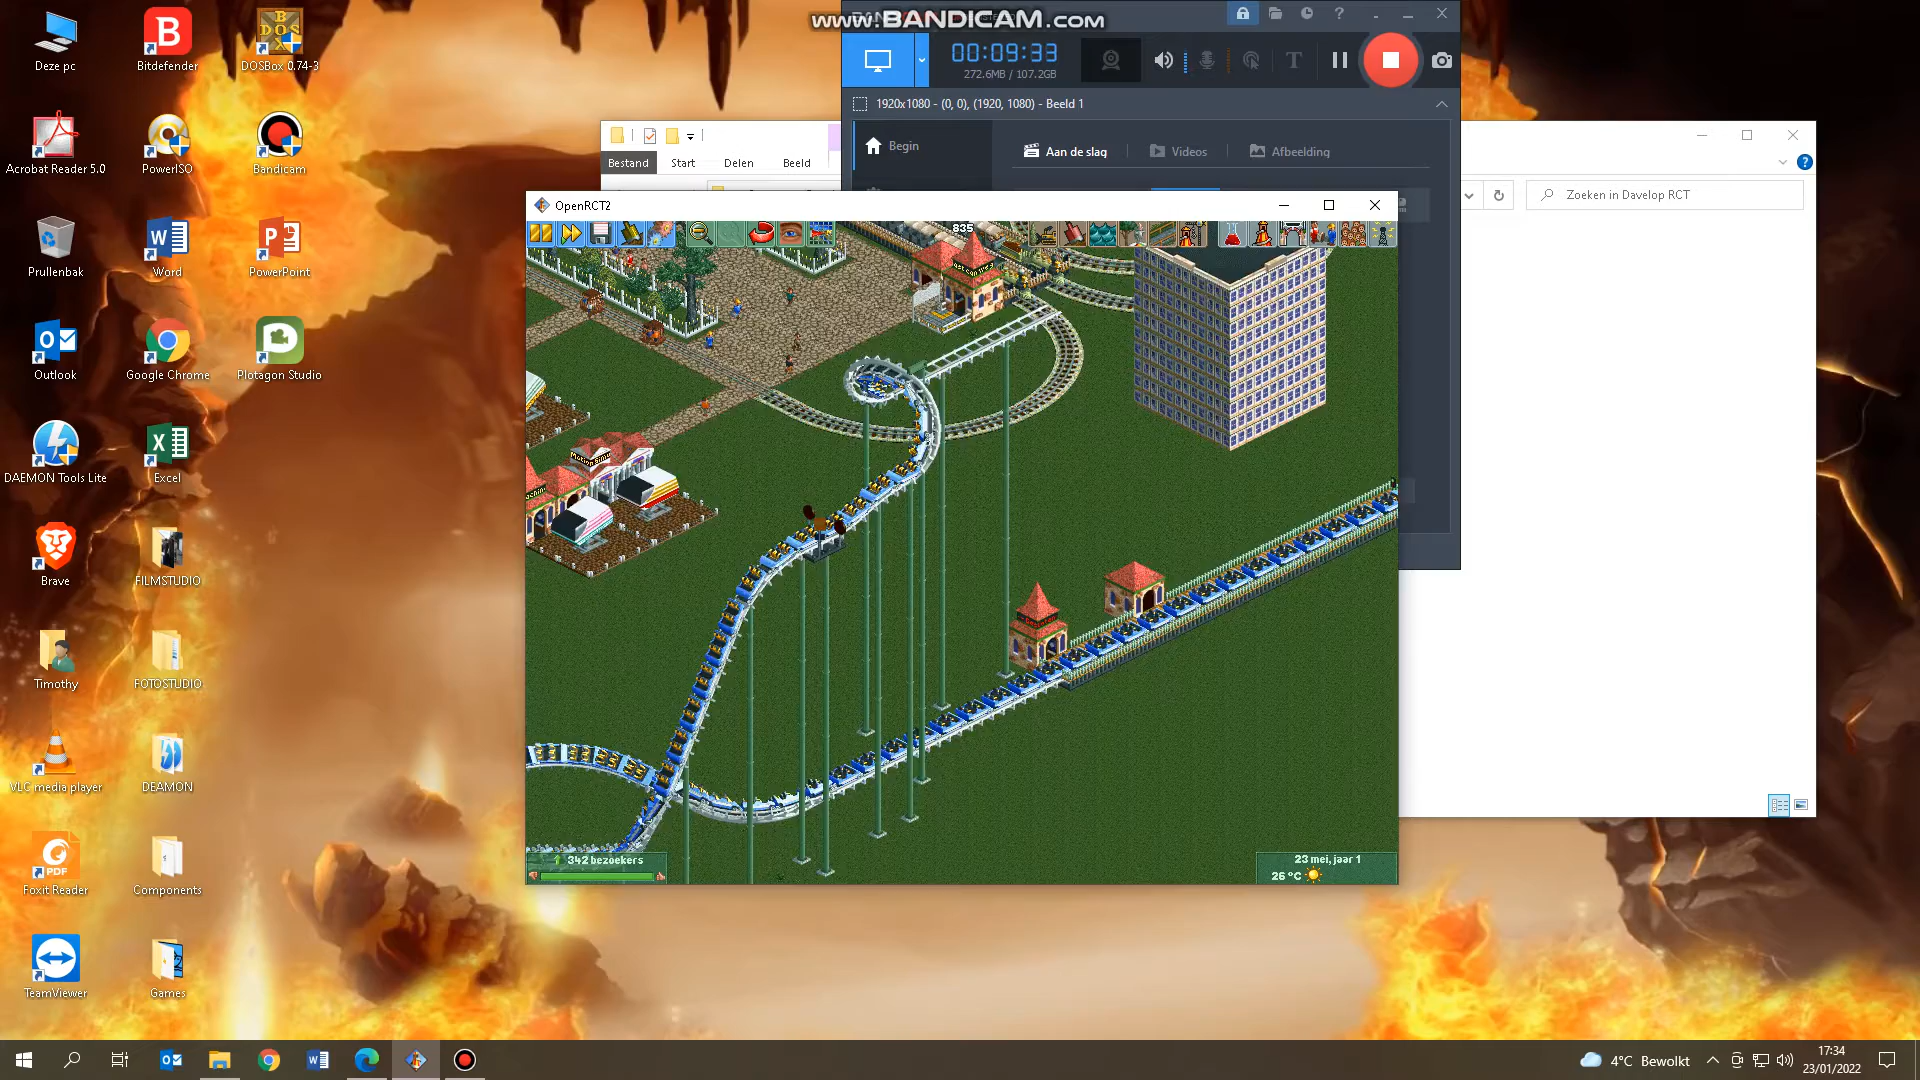 www.BANDICAM.com
00:09:33
272.6MB / 107.2GB
1920x1080 - (0, 0), (1920, 1080) - Beeld 1
Begin
Aan de slag
Videos
Afbeelding
Bestand
Start
Delen
Beeld
Zoeken in Davelop RCT
OpenRCT2
835
342 bezoekers
23 mei, jaar 1
26°C
Deze pc
Bitdefender
DOSBox 0.74-3
Acrobat Reader 5.0
PowerISO
Bandicam
Prullenbak
Word
PowerPoint
Outlook
Google Chrome
Plotagon Studio
DAEMON Tools Lite
Excel
Brave
FILMSTUDIO
Timothy
FOTOSTUDIO
VLC media player
DEAMON
Foxit Reader
Components
TeamViewer
Games
4°C Bewolkt
17:34
23/01/2022